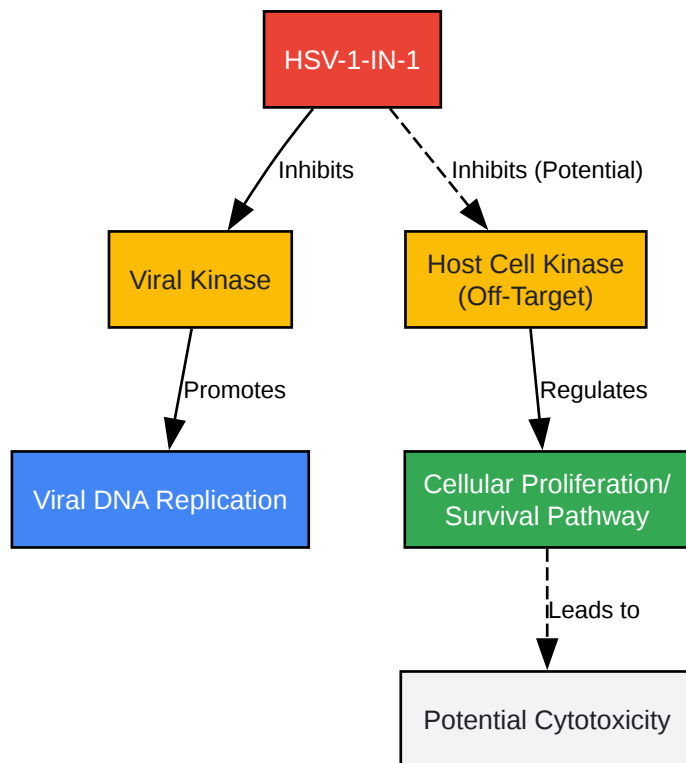 HSV-1-IN-1
Inhibits
Inhibits (Potential)
Viral Kinase
Host Cell Kinase
(Off-Target)
Promotes
Regulates
Viral DNA Replication
Cellular Proliferation/
Survival Pathway
Leads to
Potential Cytotoxicity